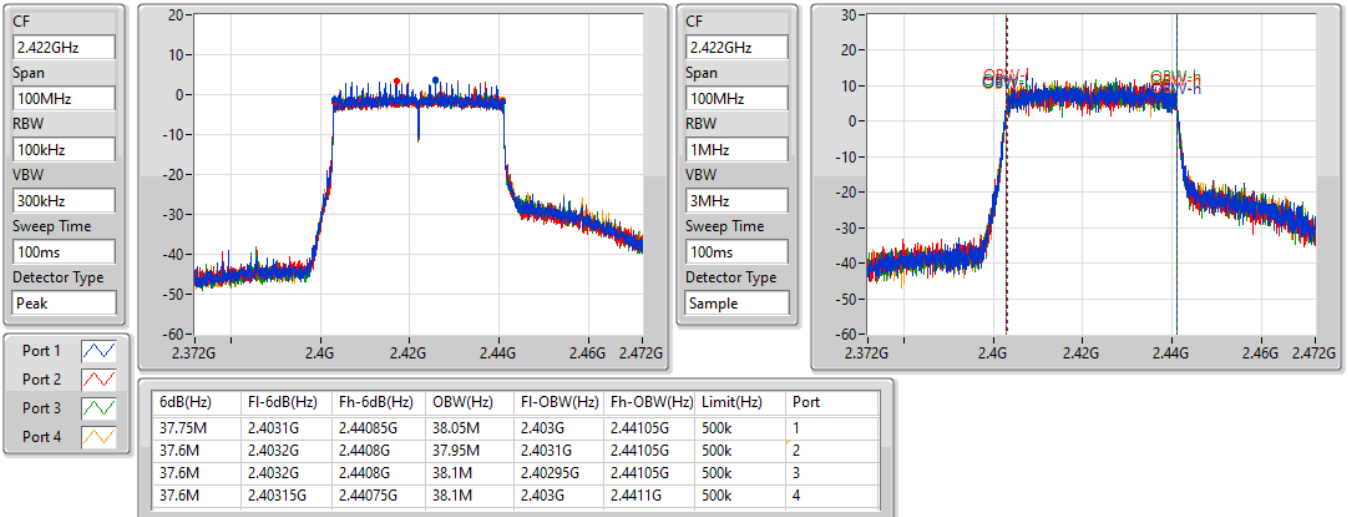 CF
2.422GHz
Span
100MHz
RBW
100kHz
VBW
300kHz
Sweep Time
100ms
Detector Type
Peak
20
10
0
-10
-20
-30
-40
-50
-60
2.372G 2.4G 2.42G 2.44G 2.46G 2.472G
CF
2.422GHz
Span
100MHz
RBW
1MHz
VBW
3MHz
Sweep Time
100ms
Detector Type
Sample
30
20
10
0
-10
-20
-30
-40
-50
-60
2.372G 2.4G 2.42G 2.44G 2.46G 2.472G
Port 1
Port 2
Port 3
Port 4
6dB(Hz) Fl-6dB(Hz) Fh-6dB(Hz) OBW(Hz) Fl-OBW(Hz) Fh-OBW(Hz) Limit(Hz) Port
37.75M 2.4031G 2.44085G 38.05M 2.403G 2.44105G 500k 1
37.6M 2.4032G 2.4408G 37.95M 2.4031G 2.44105G 500k 2
37.6M 2.4032G 2.4408G 38.1M 2.40295G 2.44105G 500k 3
37.6M 2.40315G 2.44075G 38.1M 2.403G 2.4411G 500k 4